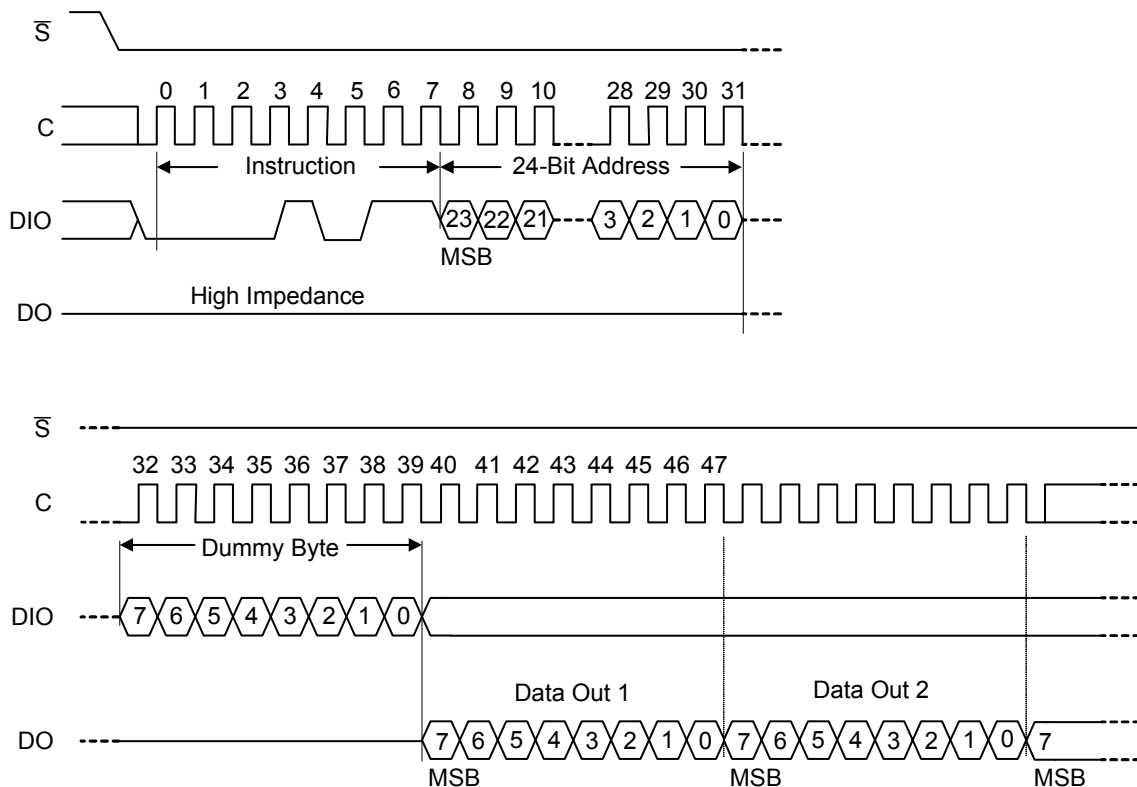 S̅
0 1 2 3 4 5 6 7 8 9 10 28 29 30 31
C
Instruction 24-Bit Address
DIO 23 22 21 3 2 1 0
MSB
High Impedance
DO
S̅
32 33 34 35 36 37 38 39 40 41 42 43 44 45 46 47
C
Dummy Byte
DIO 7 6 5 4 3 2 1 0
Data Out 1 Data Out 2
DO 7 6 5 4 3 2 1 0 7 6 5 4 3 2 1 0 7
MSB MSB MSB